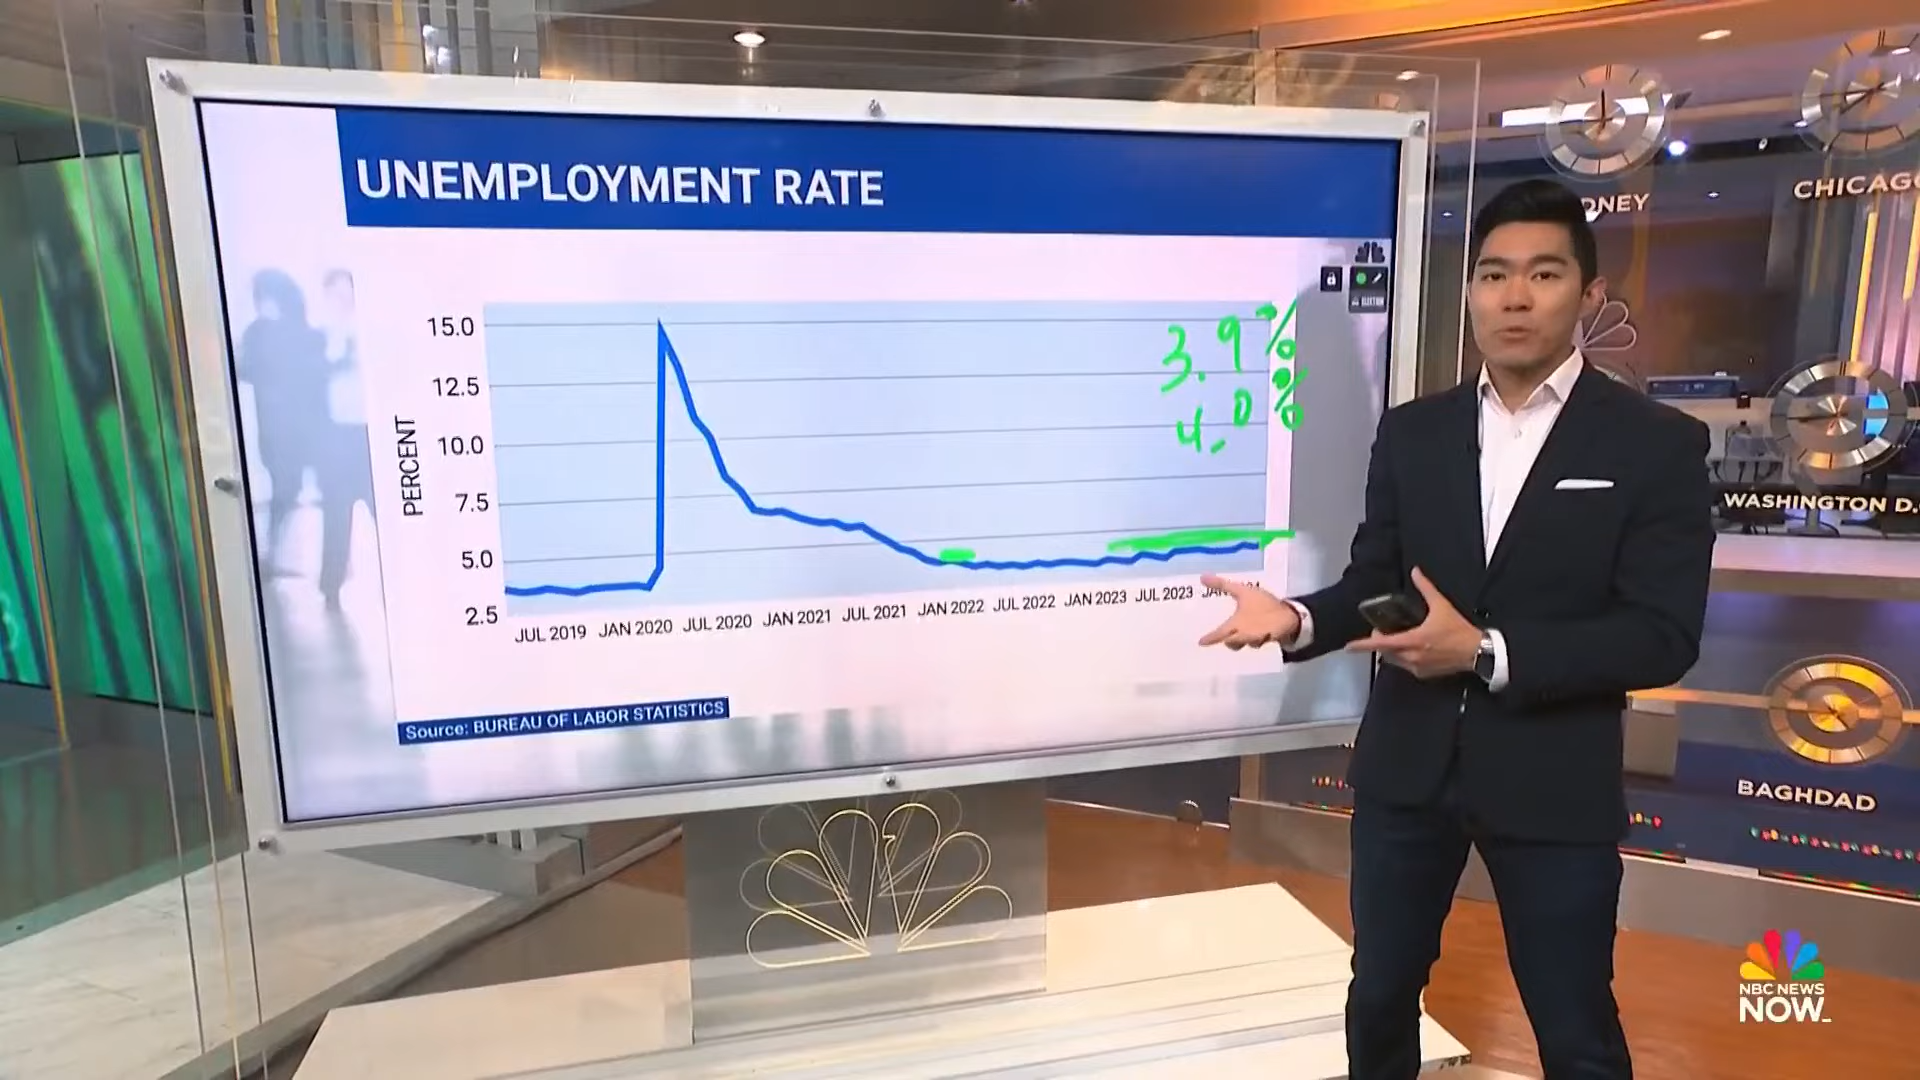 UNEMPLOYMENT RATE
ELECTION
15.0
12.5
10.0
7.5
5.0
2.5
PERCENT
3.9%
4.0%
JUL 2019 JAN 2020 JUL 2020 JAN 2021 JUL 2021 JAN 2022 JUL 2022 JAN 2023 JUL 2023
Source: BUREAU OF LABOR STATISTICS
CHICAGO
WASHINGTON D.
BAGHDAD
NBC NEWS
NOW_